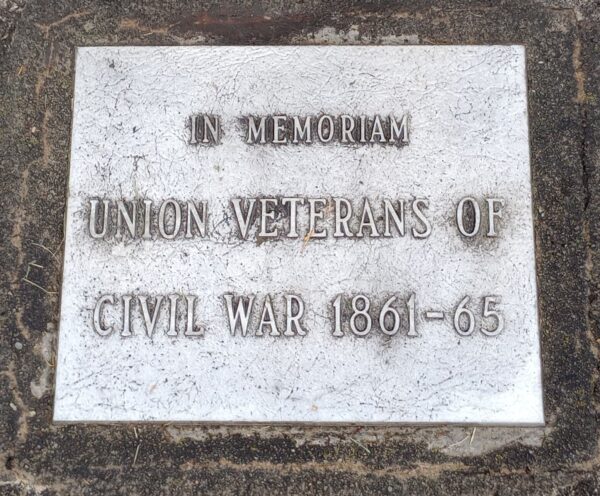 IN MEMORIAM
UNION VETERANS OF
CIVIL WAR 1861-65